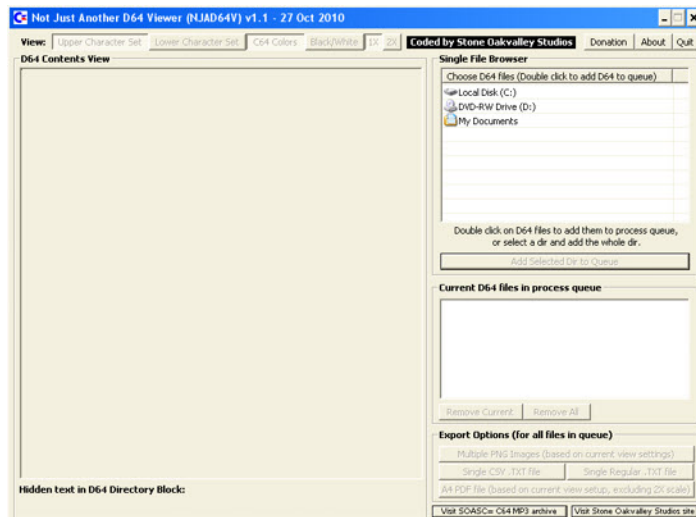 Not Just Another D64 Viewer (NJAD64V) v1.1 - 27 Oct 2010
View: Upper Character Set Lower Character Set C64 Colors Black/White 1X 2X Coded by Stone Oakvalley Studios Donation About Quit
D64 Contents View
Single File Browser
Choose D64 files (Double click to add D64 to queue)
Local Disk (C:)
DVD-RW Drive (D:)
My Documents
Double click on D64 files to add them to process queue,
or select a dir and add the whole dir.
Add Selected Dir to Queue
Current D64 files in process queue
Remove Current Remove All
Export Options (for all files in queue)
Multiple PNG Images (based on current view settings)
Single CSV .TXT file Single Regular .TXT file
A4 PDF file (based on current view setup, excluding 2X scale)
Hidden text in D64 Directory Block:
Visit SOASC= C64 MP3 archive Visit Stone Oakvalley Studios site